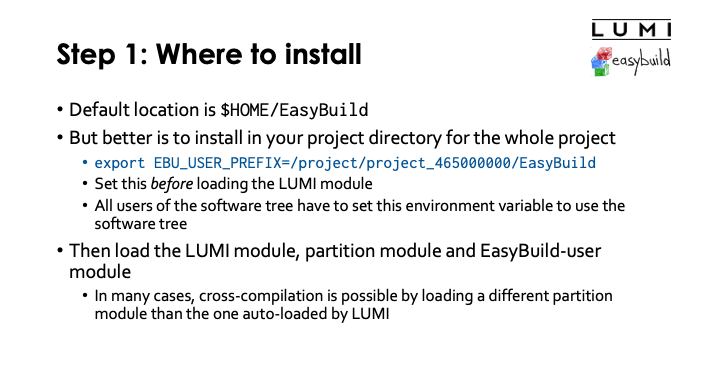 LUMI
easybuild
Step 1: Where to install
• Default location is $HOME/EasyBuild
• But better is to install in your project directory for the whole project
• export EBU_USER_PREFIX=/project/project_465000000/EasyBuild
• Set this before loading the LUMI module
• All users of the software tree have to set this environment variable to use the
software tree
• Then load the LUMI module, partition module and EasyBuild-user
module
• In many cases, cross-compilation is possible by loading a different partition
module than the one auto-loaded by LUMI